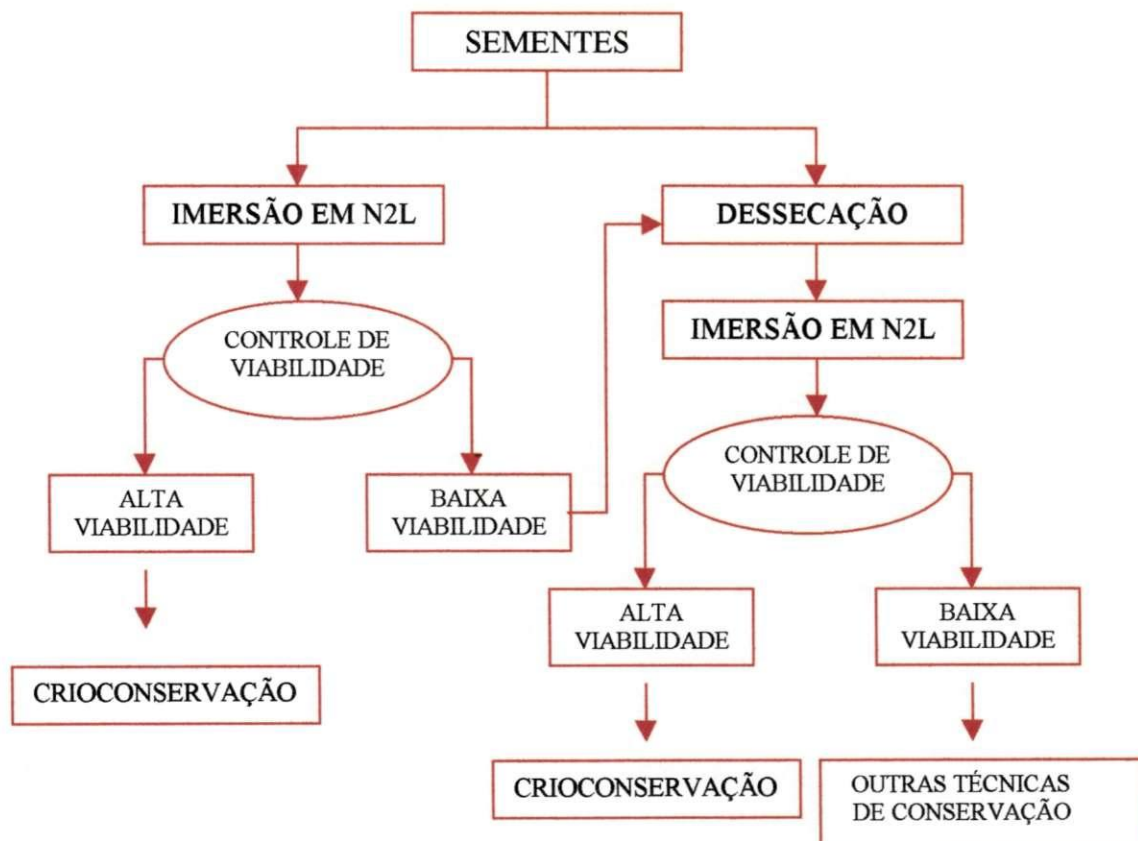 SEMENTES
IMERSÃO EM N2L
DESSECAÇÃO
CONTROLE DE
VIABILIDADE
IMERSÃO EM N2L
ALTA
VIABILIDADE
BAIXA
VIABILIDADE
CONTROLE DE
VIABILIDADE
CRIOCONSERVAÇÃO
ALTA
VIABILIDADE
BAIXA
VIABILIDADE
CRIOCONSERVAÇÃO
OUTRAS TÉCNICAS
DE CONSERVAÇÃO